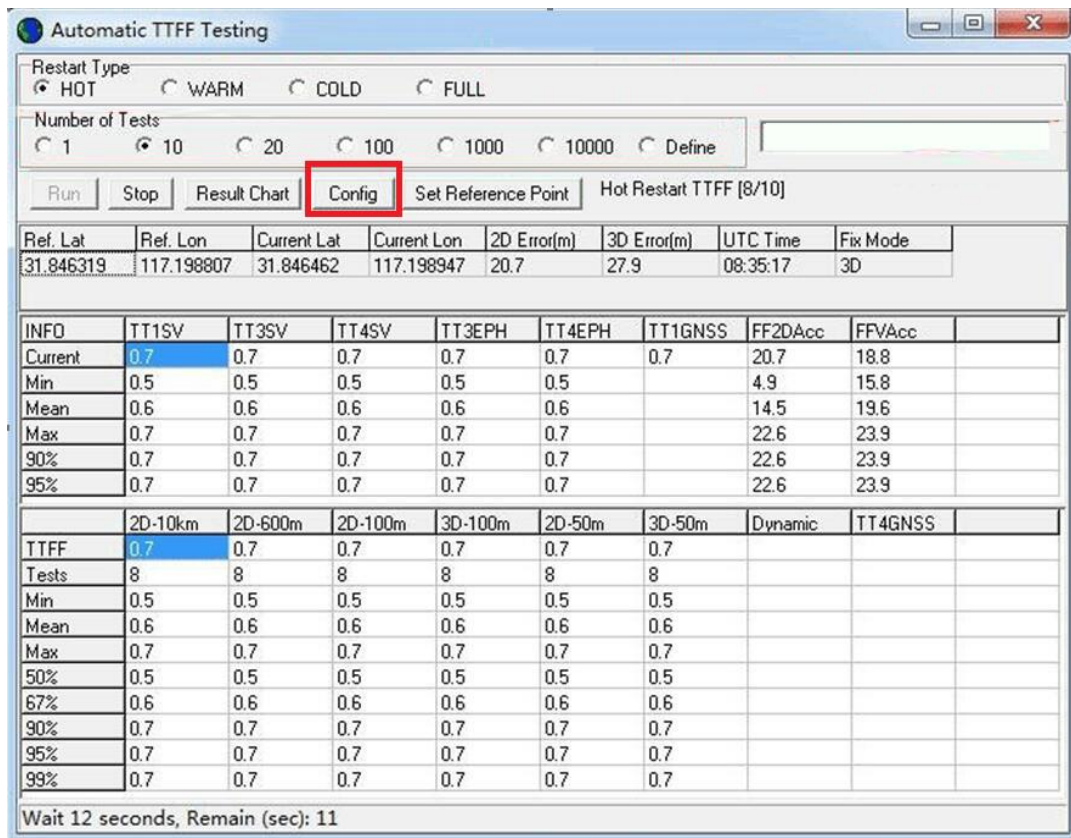 Automatic TTFF Testing
Restart Type
HOT WARM COLD FULL
Number of Tests
1 10 20 100 1000 10000 Define
Run Stop Result Chart Config Set Reference Point Hot Restart TTFF [8/10]
Ref. Lat Ref. Lon Current Lat Current Lon 2D Error(m) 3D Error(m) UTC Time Fix Mode
31.846319 117.198807 31.846462 117.198947 20.7 27.9 08:35:17 3D
INFO TT1SV TT3SV TT4SV TT3EPH TT4EPH TT1GNSS FF2DAcc FFVAcc
Current 0.7 0.7 0.7 0.7 0.7 0.7 20.7 18.8
Min 0.5 0.5 0.5 0.5 0.5 4.9 15.8
Mean 0.6 0.6 0.6 0.6 0.6 14.5 19.6
Max 0.7 0.7 0.7 0.7 0.7 22.6 23.9
90% 0.7 0.7 0.7 0.7 0.7 22.6 23.9
95% 0.7 0.7 0.7 0.7 0.7 22.6 23.9
2D-10km 2D-600m 2D-100m 3D-100m 2D-50m 3D-50m Dynamic TT4GNSS
TTFF 0.7 0.7 0.7 0.7 0.7 0.7
Tests 8 8 8 8 8 8
Min 0.5 0.5 0.5 0.5 0.5 0.5
Mean 0.6 0.6 0.6 0.6 0.6 0.6
Max 0.7 0.7 0.7 0.7 0.7 0.7
50% 0.5 0.5 0.5 0.5 0.5 0.5
67% 0.6 0.6 0.6 0.6 0.6 0.6
90% 0.7 0.7 0.7 0.7 0.7 0.7
95% 0.7 0.7 0.7 0.7 0.7 0.7
99% 0.7 0.7 0.7 0.7 0.7 0.7
Wait 12 seconds, Remain (sec): 11